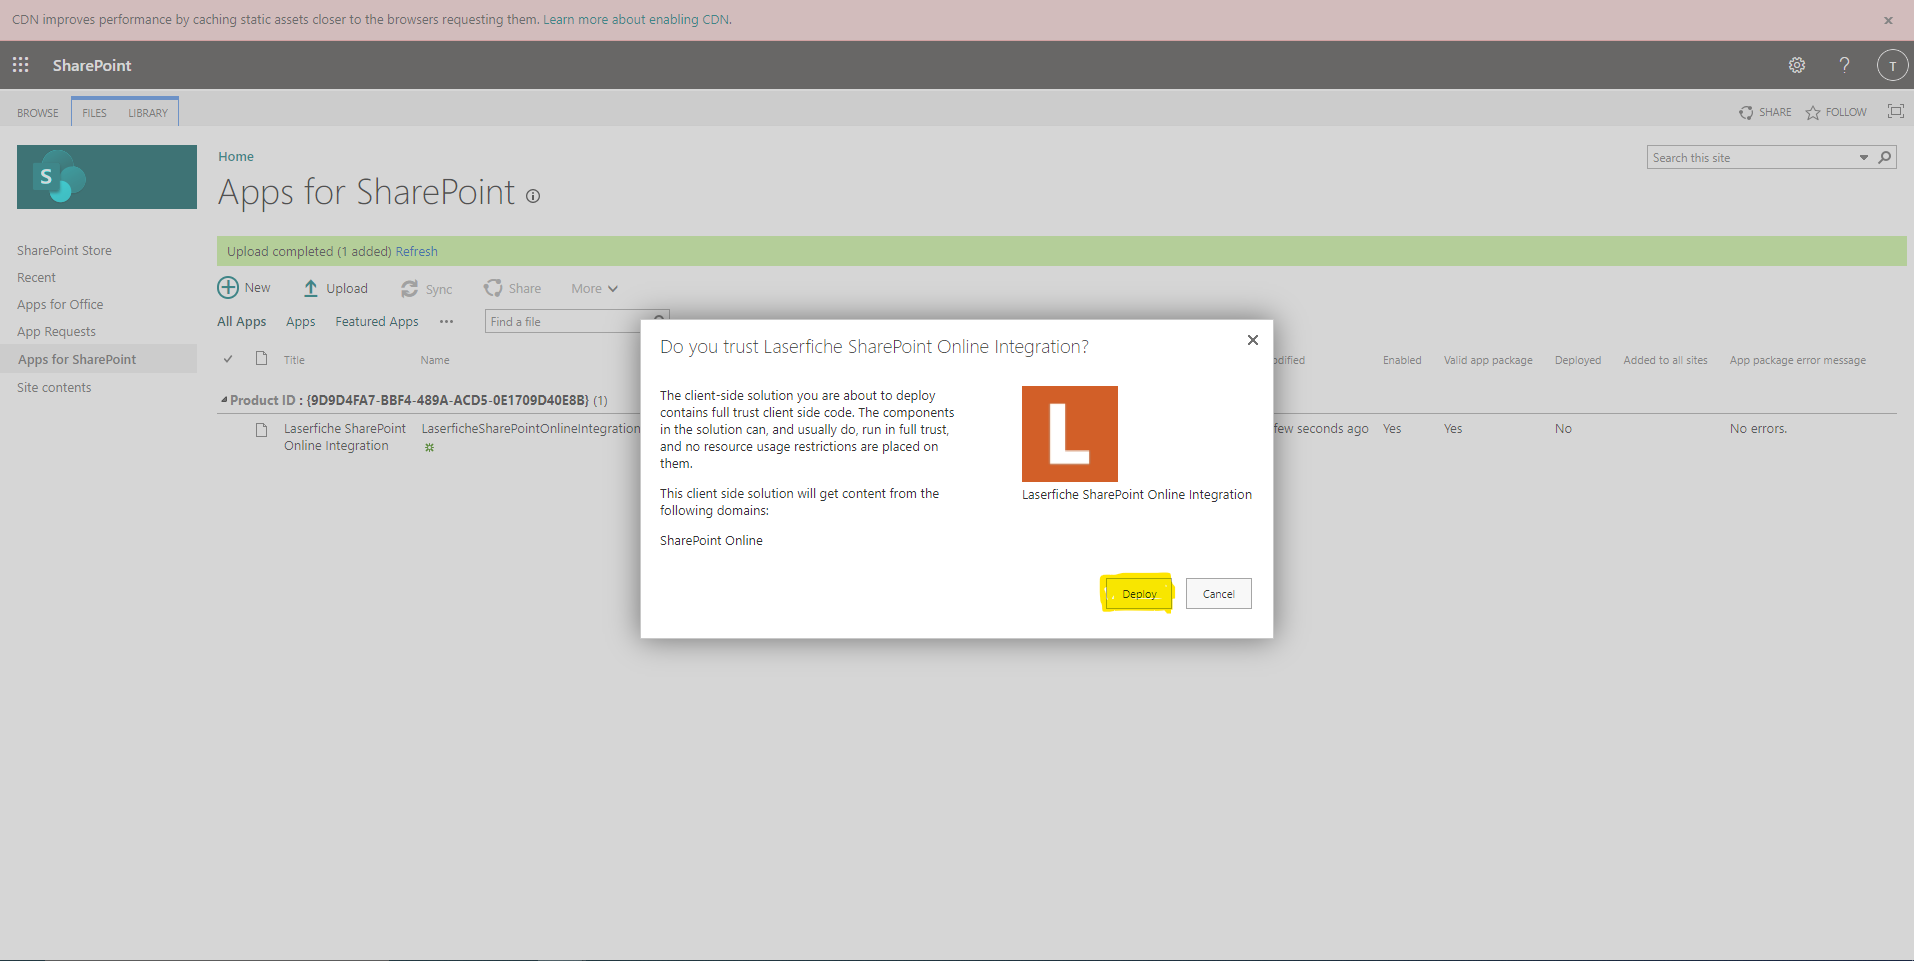 CDN improves performance by caching static assets closer to the browsers requesting them. Learn more about enabling CDN.
SharePoint
T
BROWSE FILES LIBRARY SHARE FOLLOW
S
Home
Search this site
Apps for SharePoint
SharePoint Store
Recent
Apps for Office
App Requests
Apps for SharePoint
Site contents
Upload completed (1 added) Refresh
New Upload Sync Share More
All Apps Apps Featured Apps ... Find a file
Title Name Enabled Valid app package Deployed Added to all sites App package error message
Product ID : {9D9D4FA7-BBF4-489A-ACD5-0E1709D40E8B} (1)
Laserfiche SharePoint LaserficheSharePointOnlineIntegration few seconds ago Yes Yes No No errors.
Online Integration
Do you trust Laserfiche SharePoint Online Integration?
The client-side solution you are about to deploy
contains full trust client side code. The components
in the solution can, and usually do, run in full trust,
and no resource usage restrictions are placed on
them.
This client side solution will get content from the
following domains:
SharePoint Online
L
Laserfiche SharePoint Online Integration
Deploy Cancel